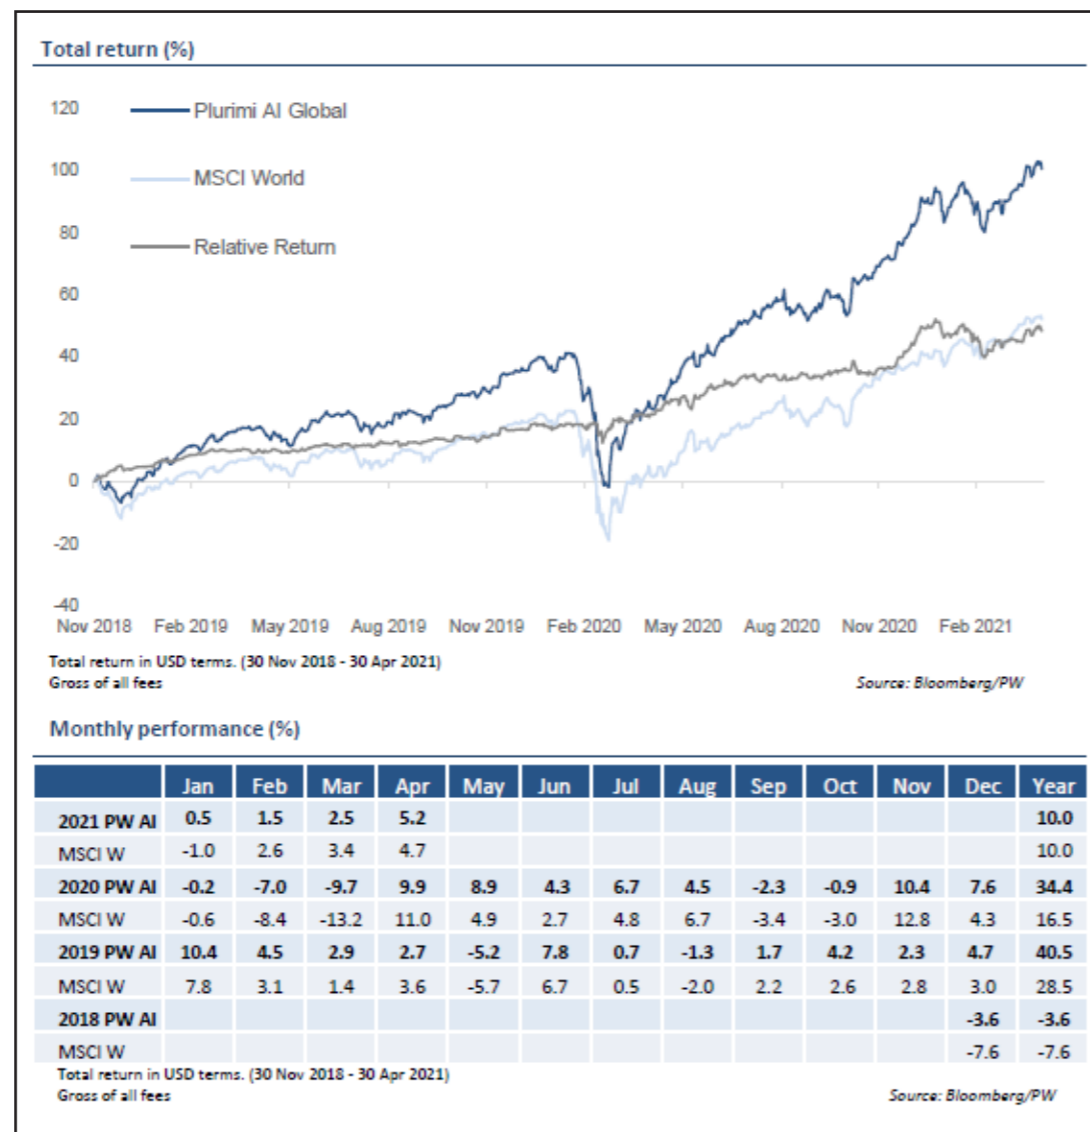 Total return (%)
120
Plurimi AI Global
100
MSCI World
80
Relative Return
60
40
20
0
-20
-40
Nov 2018 Feb 2019 May 2019 Aug 2019 Nov 2019 Feb 2020 May 2020 Aug 2020 Nov 2020 Feb 2021
Total return in USD terms. (30 Nov 2018 - 30 Apr 2021)
Gross of all fees Source: Bloomberg/PW
Monthly performance (%)
Jan Feb Mar Apr May Jun Jul Aug Sep Oct Nov Dec Year
2021 PW AI 0.5 1.5 2.5 5.2 10.0
MSCI W -1.0 2.6 3.4 4.7 10.0
2020 PW AI -0.2 -7.0 -9.7 9.9 8.9 4.3 6.7 4.5 -2.3 -0.9 10.4 7.6 34.4
MSCI W -0.6 -8.4 -13.2 11.0 4.9 2.7 4.8 6.7 -3.4 -3.0 12.8 4.3 16.5
2019 PW AI 10.4 4.5 2.9 2.7 -5.2 7.8 0.7 -1.3 1.7 4.2 2.3 4.7 40.5
MSCI W 7.8 3.1 1.4 3.6 -5.7 6.7 0.5 -2.0 2.2 2.6 2.8 3.0 28.5
2018 PW AI -3.6 -3.6
MSCI W -7.6 -7.6
Total return in USD terms. (30 Nov 2018 - 30 Apr 2021)
Gross of all fees Source: Bloomberg/PW